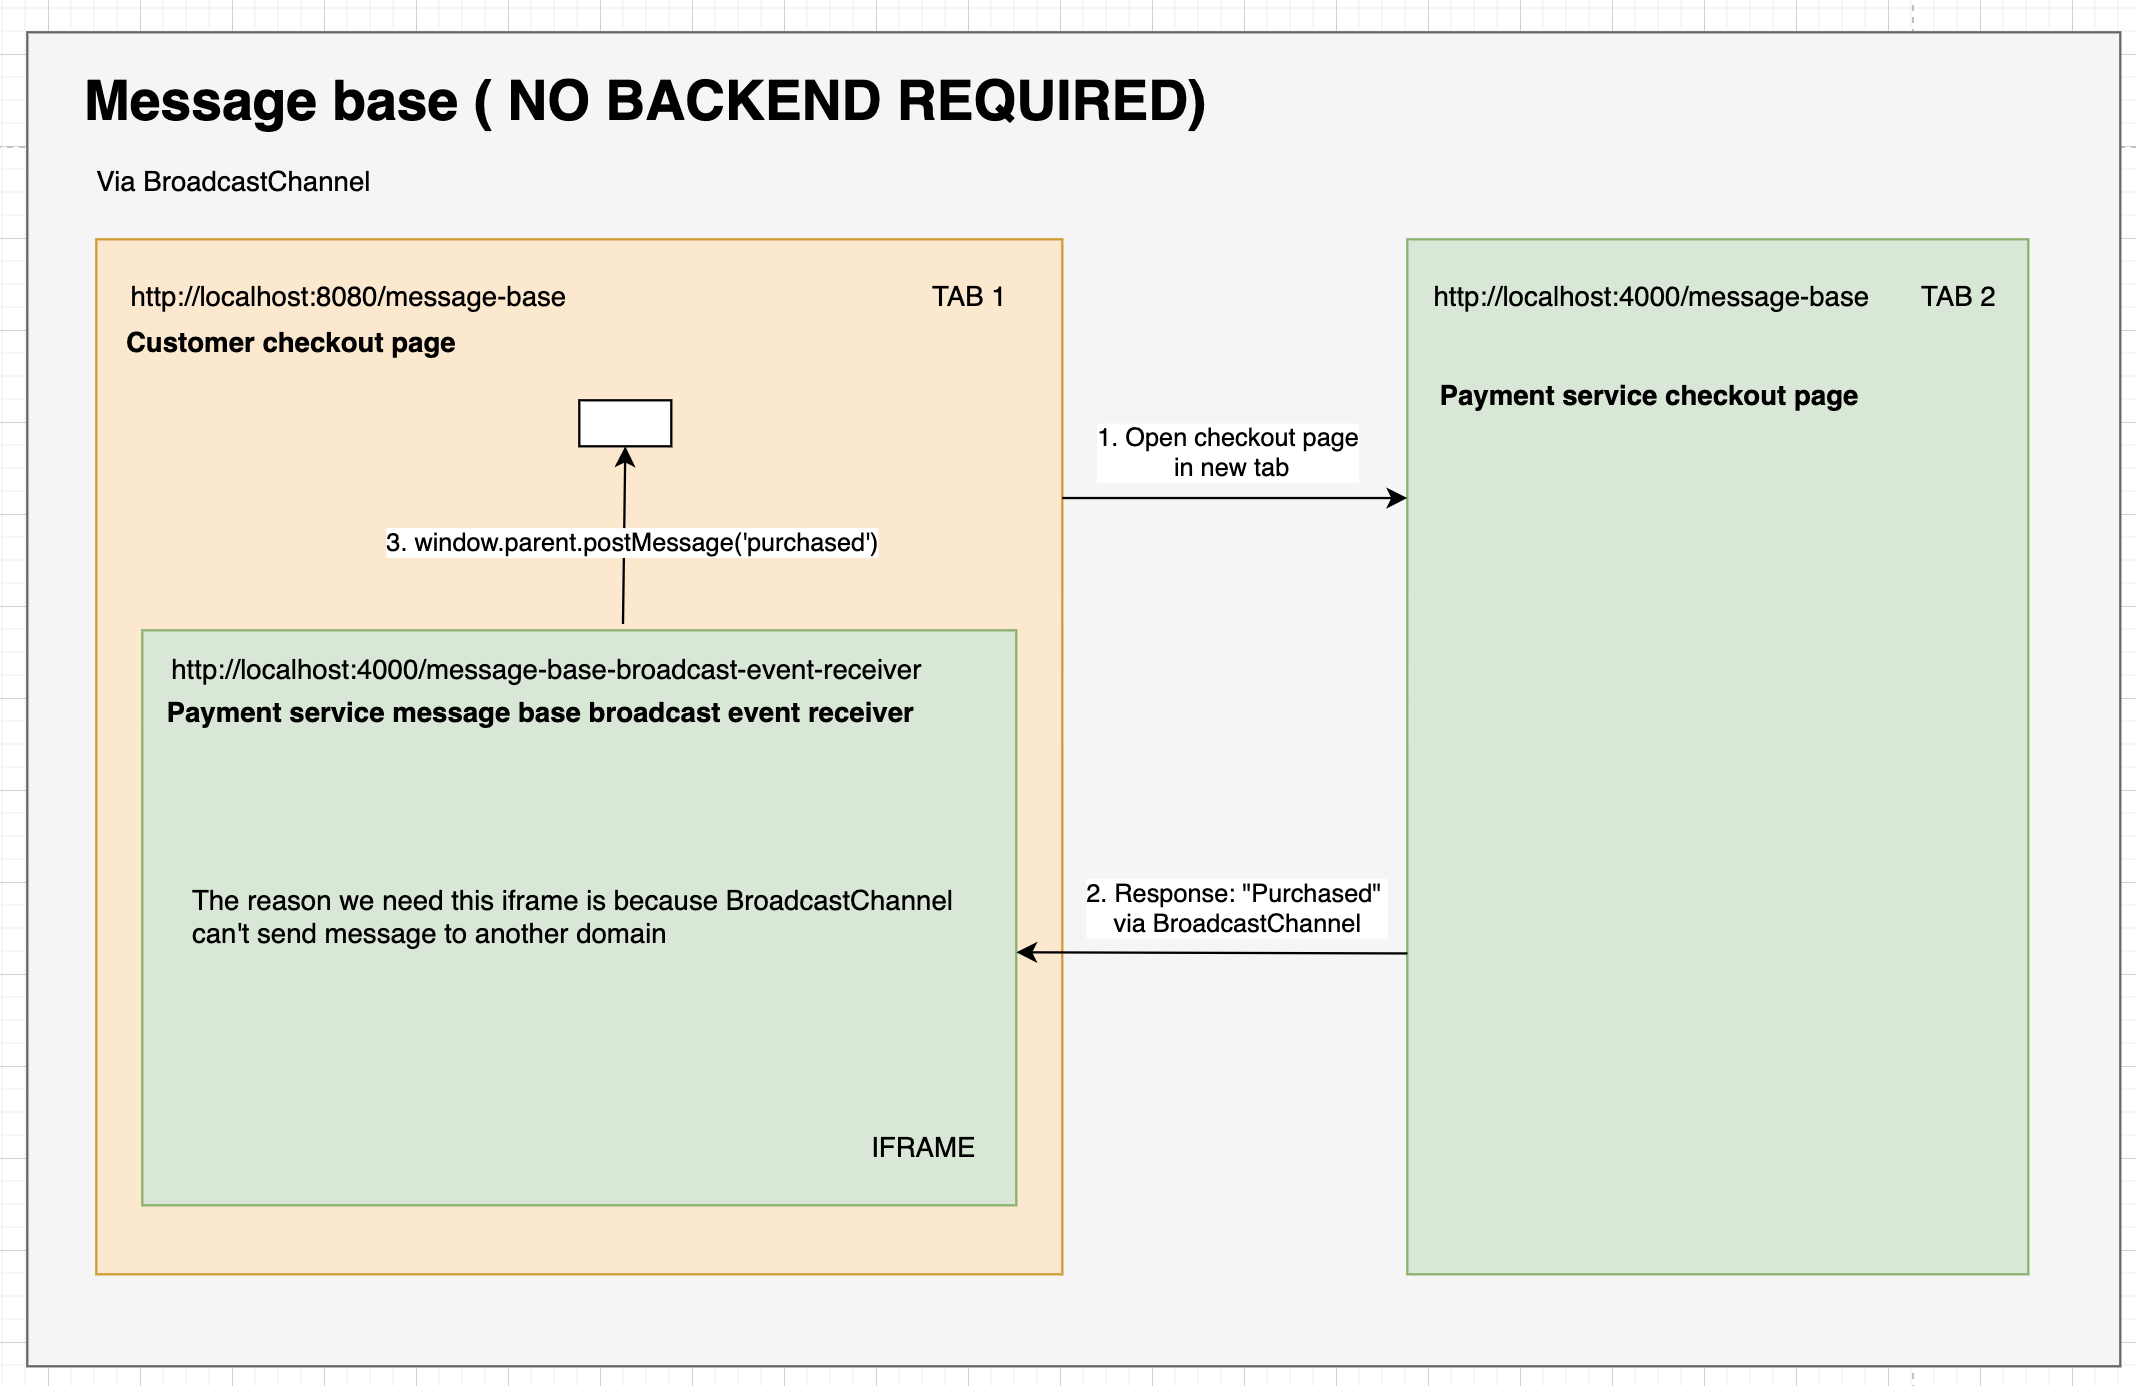 Message base ( NO BACKEND REQUIRED)
Via BroadcastChannel
http://localhost:8080/message-base
TAB 1
Customer checkout page
3. window.parent.postMessage('purchased')
http://localhost:4000/message-base-broadcast-event-receiver
Payment service message base broadcast event receiver
The reason we need this iframe is because BroadcastChannel
can't send message to another domain
IFRAME
1. Open checkout page
in new tab
2. Response: "Purchased"
via BroadcastChannel
http://localhost:4000/message-base
TAB 2
Payment service checkout page